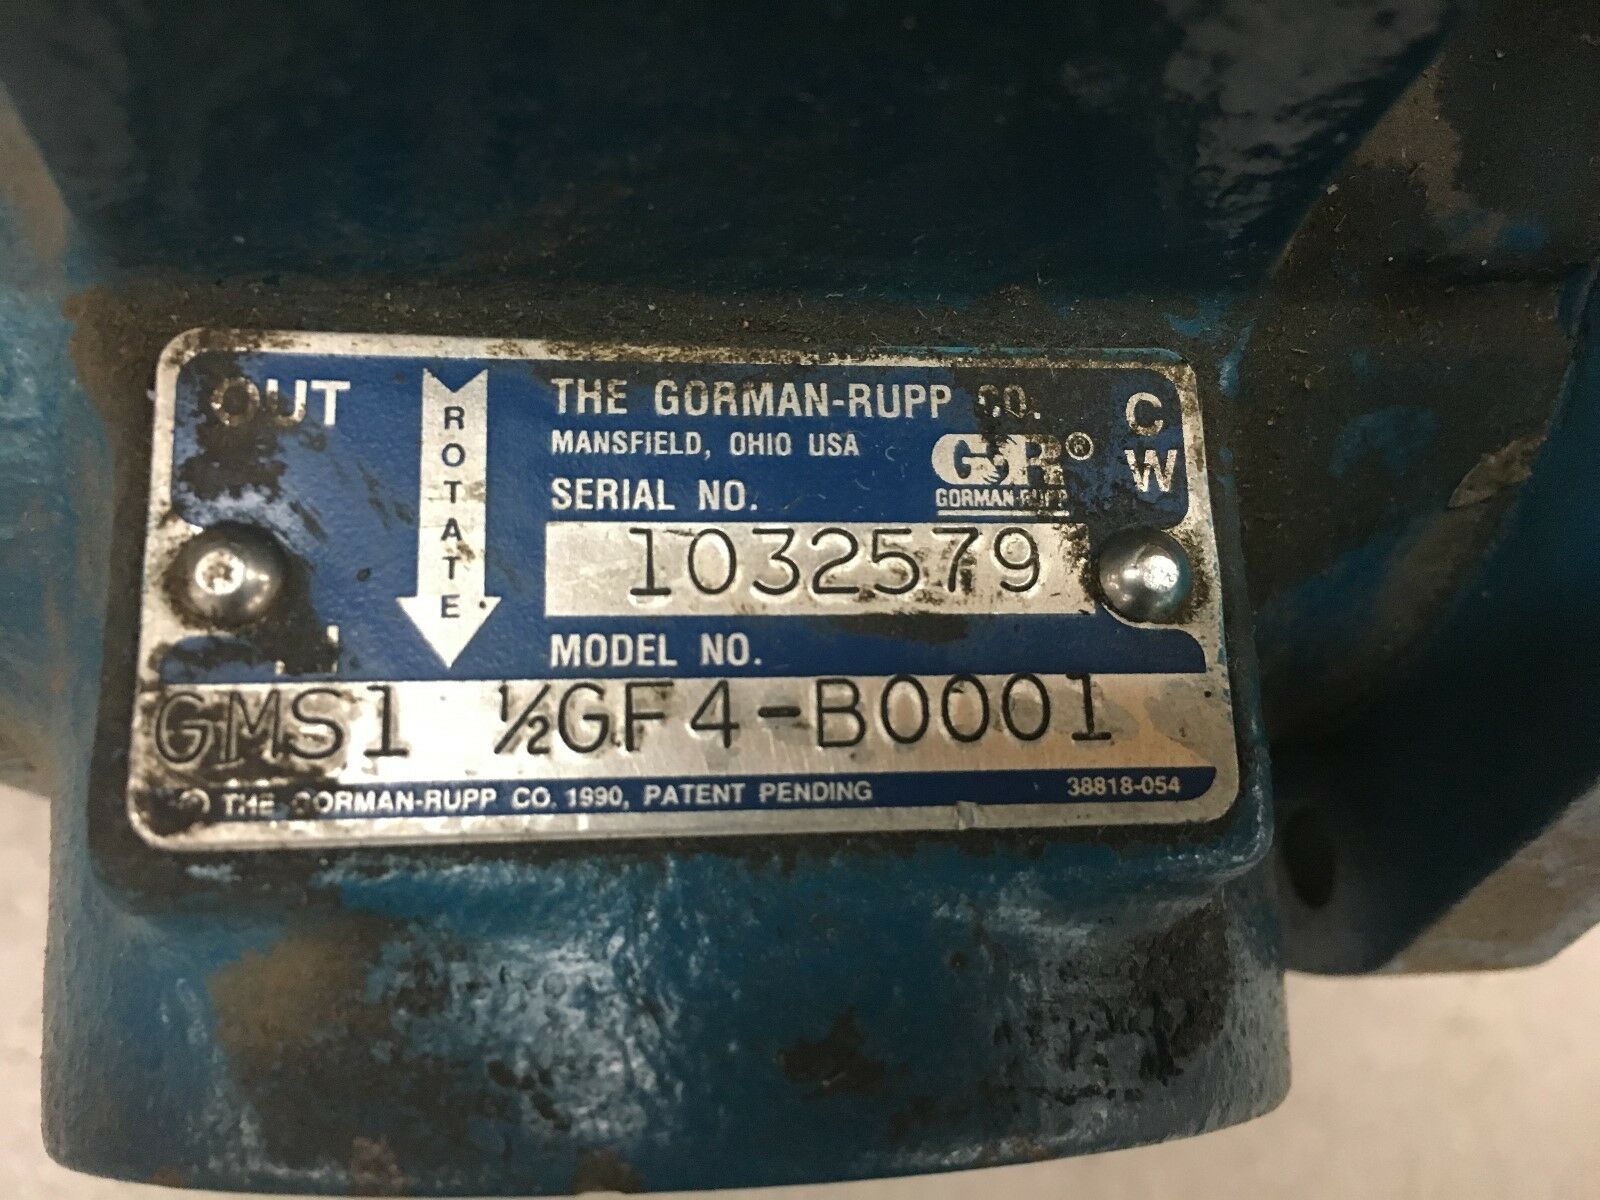 OUT
ROTATE
THE GORMAN-RUPP CO.
MANSFIELD, OHIO USA
G&R®
GORMAN-RUPP
CW
SERIAL NO.
1032579
MODEL NO.
GMS1 ½GF4-B0001
© THE GORMAN-RUPP CO. 1990, PATENT PENDING
38818-054